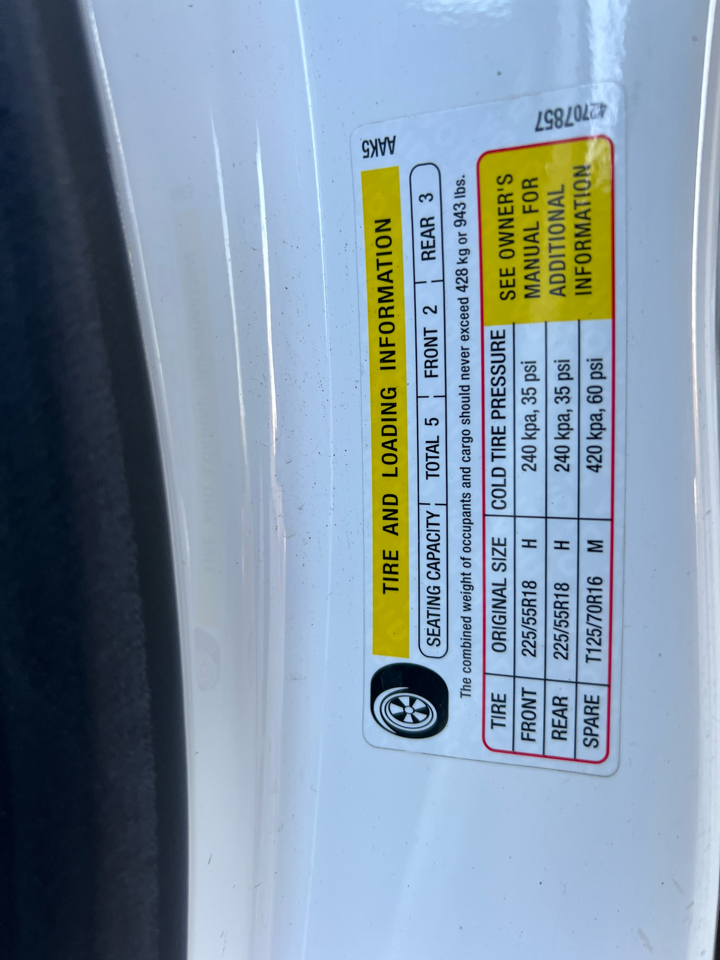 AAK5
42707857
TIRE AND LOADING INFORMATION
SEATING CAPACITY TOTAL 5 FRONT 2 REAR 3
The combined weight of occupants and cargo should never exceed 428 kg or 943 lbs.
TIRE ORIGINAL SIZE COLD TIRE PRESSURE
FRONT 225/55R18 H 240 kpa, 35 psi
REAR 225/55R18 H 240 kpa, 35 psi
SPARE T125/70R16 M 420 kpa, 60 psi
SEE OWNER'S
MANUAL FOR
ADDITIONAL
INFORMATION